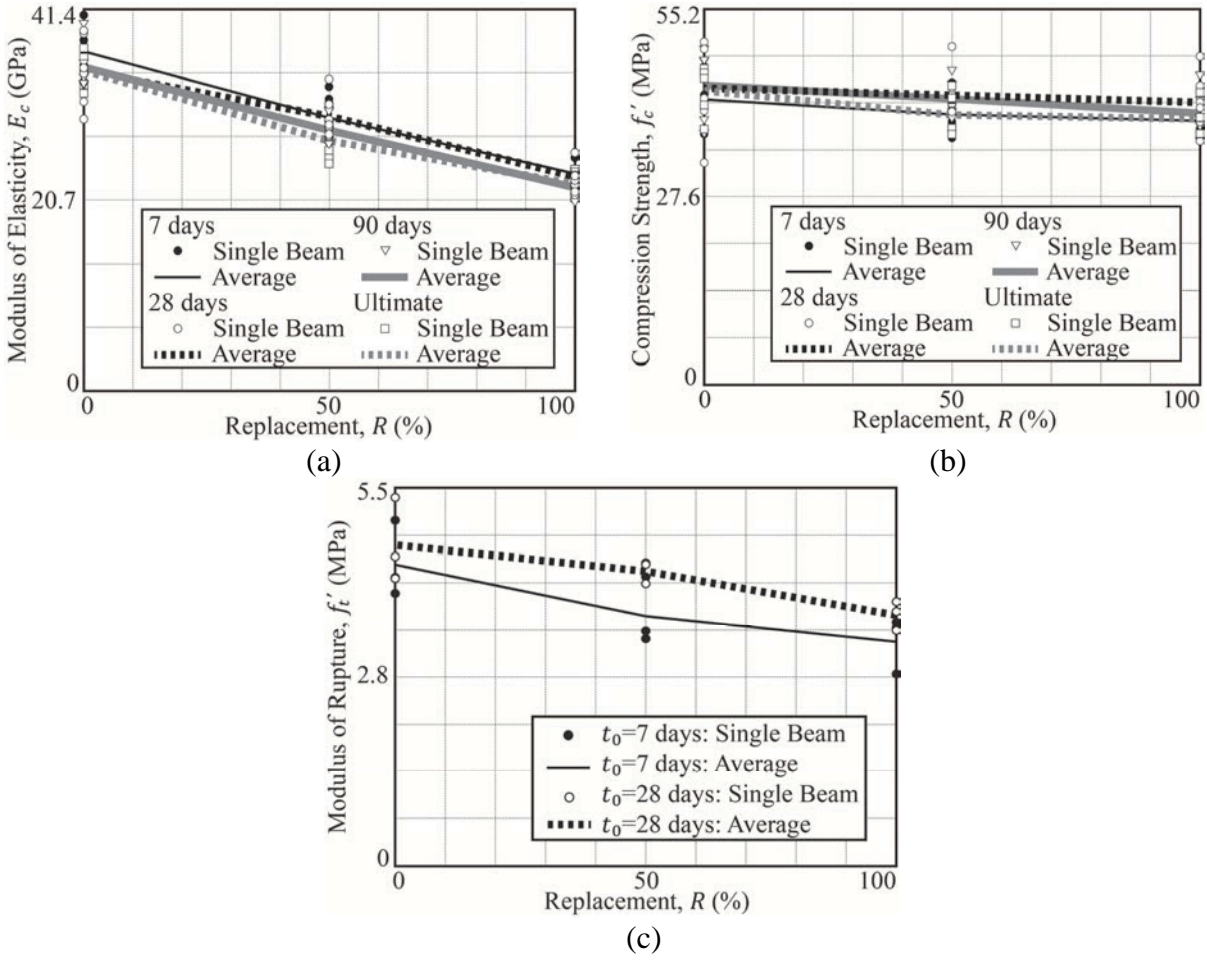 41.4
20.7
0
Modulus of Elasticity, E_c (GPa)
7 days 90 days
Single Beam Single Beam
Average Average
28 days Ultimate
Single Beam Single Beam
Average Average
0 50 100
Replacement, R (%)
(a)
55.2
27.6
0
Compression Strength, f_c′ (MPa)
7 days 90 days
Single Beam Single Beam
Average Average
28 days Ultimate
Single Beam Single Beam
Average Average
0 50 100
Replacement, R (%)
(b)
5.5
2.8
0
Modulus of Rupture, f_t′ (MPa)
t₀=7 days: Single Beam
t₀=7 days: Average
t₀=28 days: Single Beam
t₀=28 days: Average
0 50 100
Replacement, R (%)
(c)